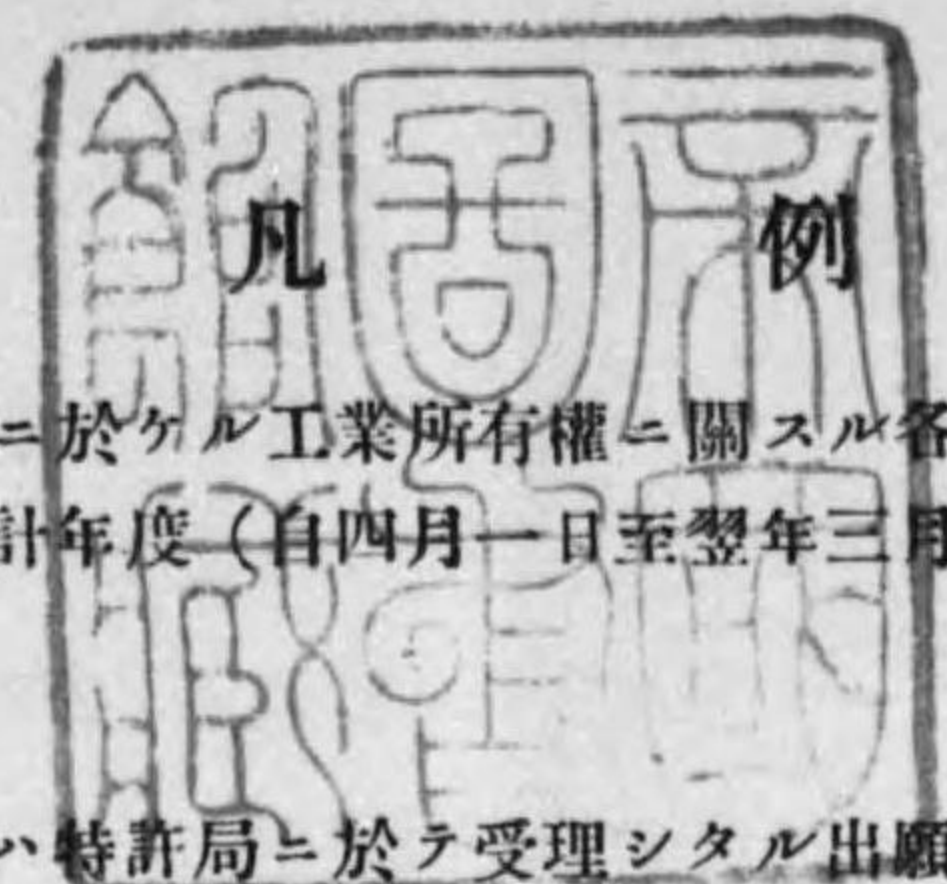 凡例
ニ於ケル工業所有權ニ關スル各
計年度(自四月一日至翌年三月
ハ特許局ニ於テ受理シタル出願